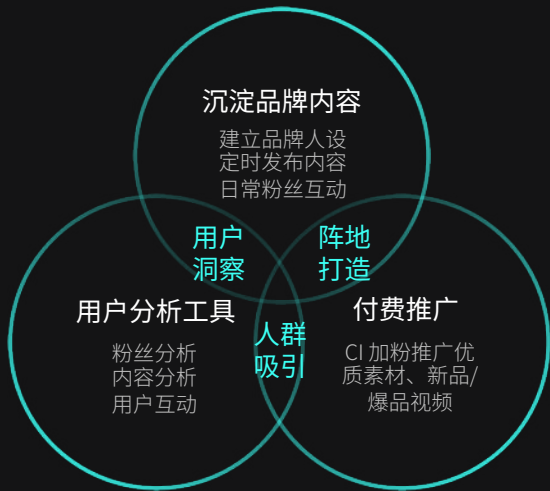 沉淀品牌内容
建立品牌人设
定时发布内容
日常粉丝互动
用户
洞察
阵地
打造
用户分析工具
粉丝分析
内容分析
用户互动
人群
吸引
付费推广
CI 加粉推广优
质素材、新品/
爆品视频